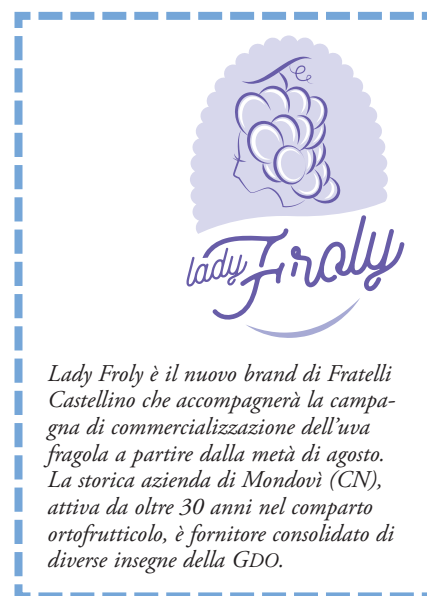 lady Froly
Lady Froly è il nuovo brand di Fratelli
Castellino che accompagnerà la campa-
gna di commercializzazione dell'uva
fragola a partire dalla metà di agosto.
La storica azienda di Mondovì (CN),
attiva da oltre 30 anni nel comparto
ortofrutticolo, è fornitore consolidato di
diverse insegne della GDO.